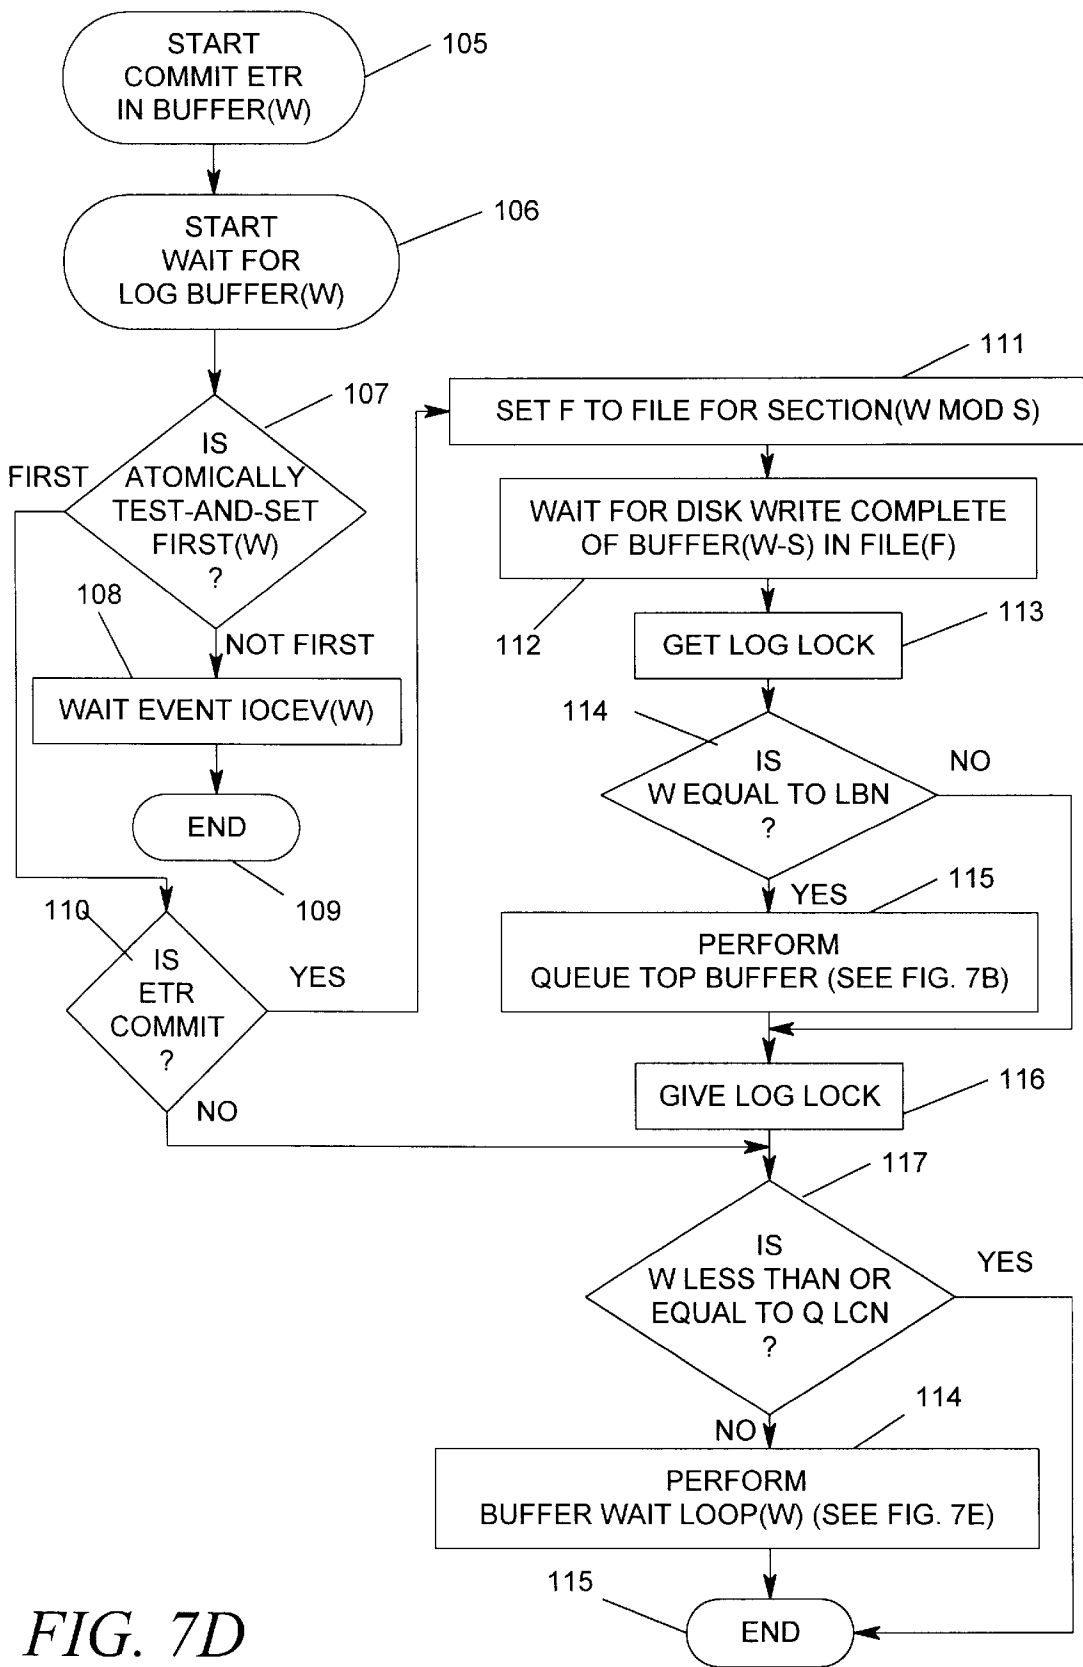 START
COMMIT ETR
IN BUFFER(W)
105
START
WAIT FOR
LOG BUFFER(W)
106
107
IS
ATOMICALLY
TEST-AND-SET
FIRST(W)
?
FIRST
NOT FIRST
108
WAIT EVENT IOCEV(W)
END
109
110
IS
ETR
COMMIT
?
YES
NO
111
SET F TO FILE FOR SECTION(W MOD S)
WAIT FOR DISK WRITE COMPLETE
OF BUFFER(W-S) IN FILE(F)
112
113
GET LOG LOCK
114
IS
W EQUAL TO LBN
?
NO
YES
115
PERFORM
QUEUE TOP BUFFER (SEE FIG. 7B)
GIVE LOG LOCK
116
117
IS
W LESS THAN OR
EQUAL TO Q LCN
?
YES
NO
114
PERFORM
BUFFER WAIT LOOP(W) (SEE FIG. 7E)
115
END
FIG. 7D